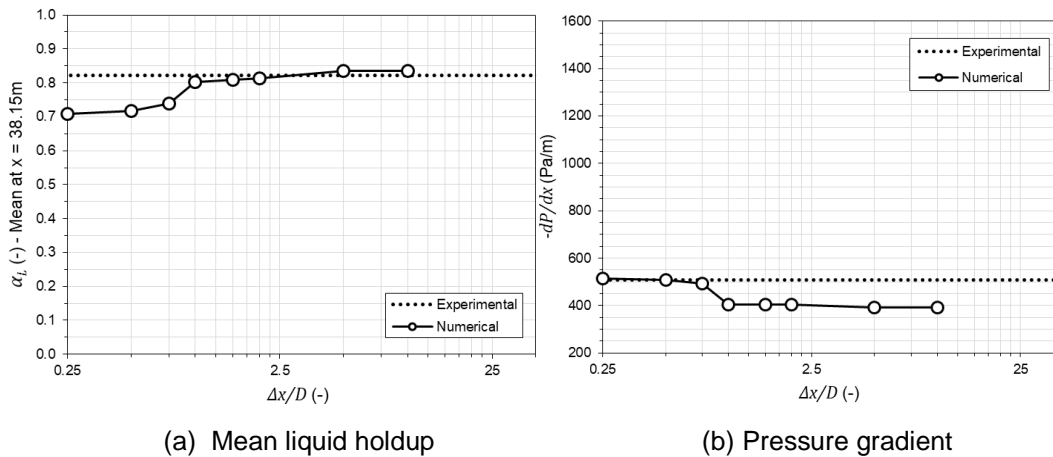 1.0
0.9
0.8
0.7
0.6
0.5
0.4
0.3
0.2
0.1
0.0
α_L (-) - Mean at x = 38.15m
Experimental
Numerical
0.25
2.5
25
Δx/D (-)
(a) Mean liquid holdup
1600
1400
1200
1000
800
600
400
200
-dP/dx (Pa/m)
Experimental
Numerical
0.25
2.5
25
Δx/D (-)
(b) Pressure gradient